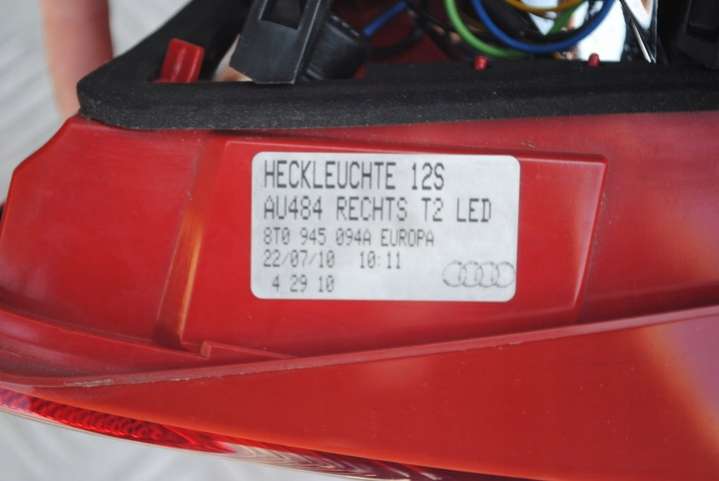 HECKLEUCHTE 12S
AU484 RECHTS T2 LED
8T0 945 094A EUROPA
22/07/10 10:11
4 29 10